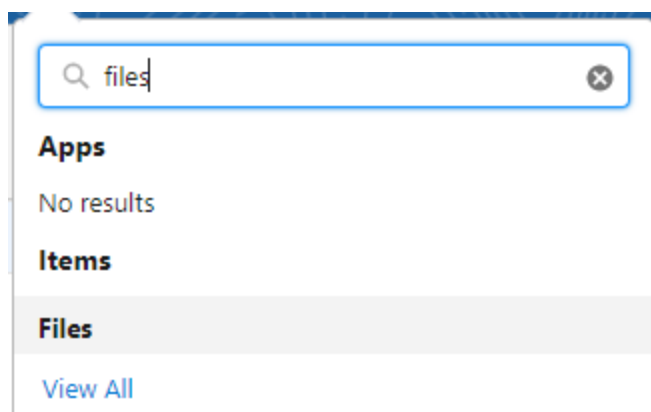 files
Apps
No results
Items
Files
View All